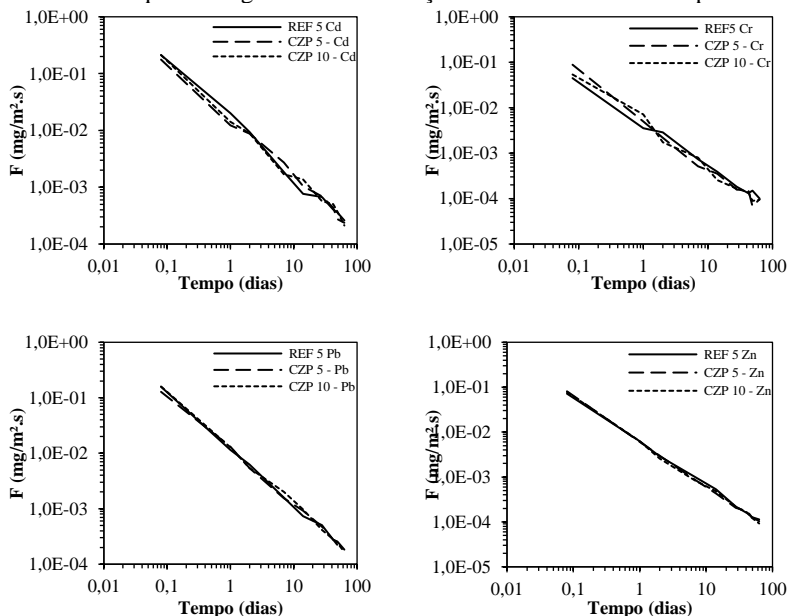 1,0E+00
REF 5 Cd
CZP 5 - Cd
CZP 10 - Cd
1,0E-01
1,0E-02
1,0E-03
1,0E-04
F (mg/m².s)
0,01 0,1 1 10 100
Tempo (dias)
1,0E+00
REF5 Cr
CZP 5 - Cr
CZP 10 - Cr
1,0E-01
1,0E-02
1,0E-03
1,0E-04
1,0E-05
F (mg/m².s)
0,01 0,1 1 10 100
Tempo (dias)
1,0E+00
REF 5 Pb
CZP 5 - Pb
CZP 10 - Pb
1,0E-01
1,0E-02
1,0E-03
1,0E-04
F (mg/m².s)
0,01 0,1 1 10 100
Tempo (dias)
1,0E+00
REF 5 Zn
CZP 5 - Zn
CZP 10 - Zn
1,0E-01
1,0E-02
1,0E-03
1,0E-04
1,0E-05
F (mg/m².s)
0,01 0,1 1 10 100
Tempo (dias)